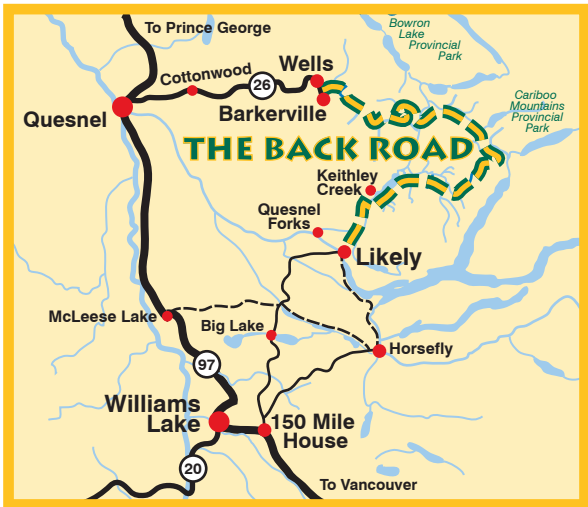 To Prince George
Bowron
Lake
Provincial
Park
Wells
Cottonwood
26
Cariboo
Mountains
Provincial
Park
Quesnel
Barkerville
THE BACK ROAD
Keithley
Creek
Quesnel
Forks
Likely
McLeese Lake
Big Lake
Horsefly
97
Williams
Lake
150 Mile
House
20
To Vancouver